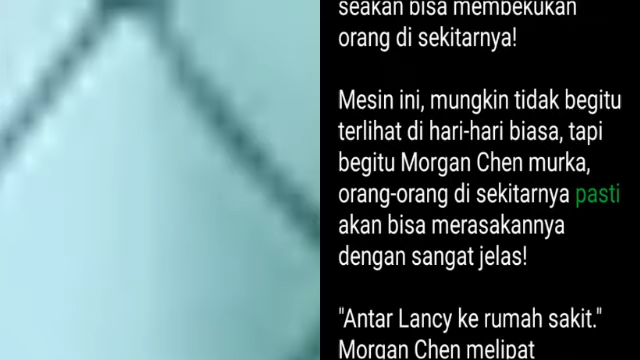 seakan bisa membekukan
orang di sekitarnya!
Mesin ini, mungkin tidak begitu
terlihat di hari-hari biasa, tapi
begitu Morgan Chen murka,
orang-orang di sekitarnya pasti
akan bisa merasakannya
dengan sangat jelas!
"Antar Lancy ke rumah sakit."
Morgan Chen melipat